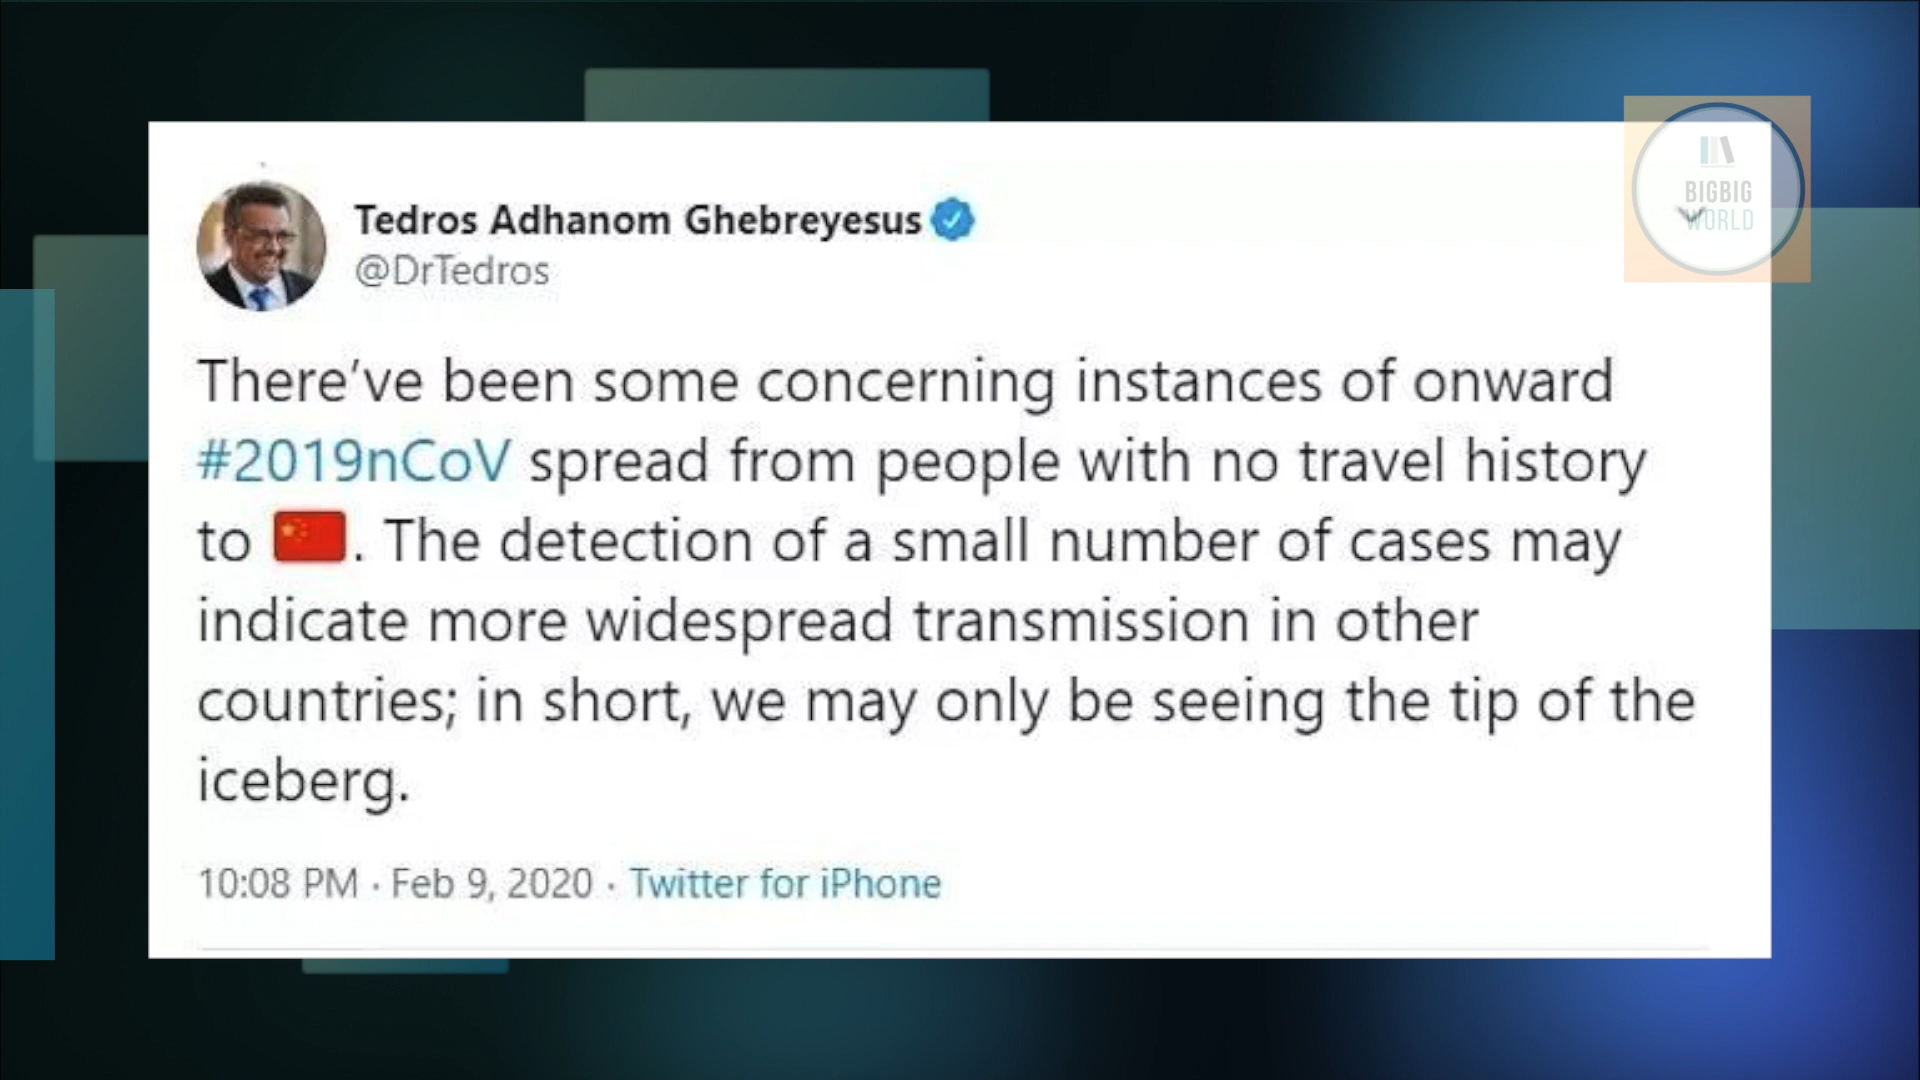 BIGBIG
WORLD
Tedros Adhanom Ghebreyesus
@DrTedros
There've been some concerning instances of onward
#2019nCoV spread from people with no travel history
to 🇨🇳. The detection of a small number of cases may
indicate more widespread transmission in other
countries; in short, we may only be seeing the tip of the
iceberg.
10:08 PM · Feb 9, 2020 · Twitter for iPhone